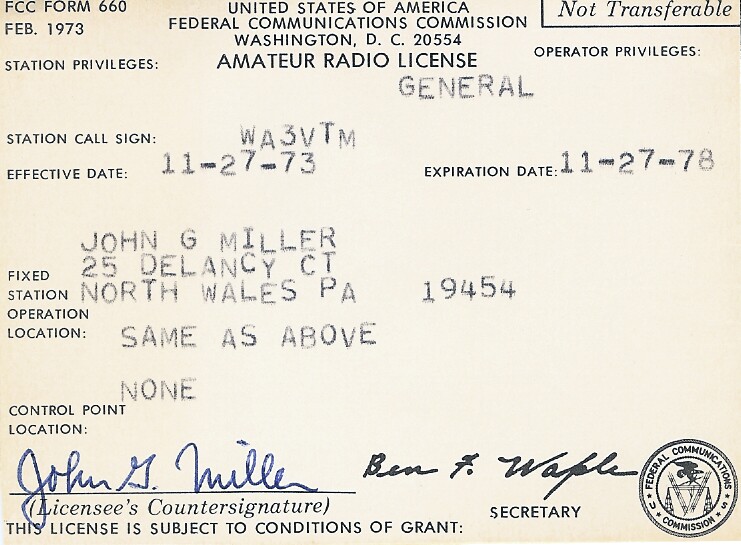 FCC FORM 660
FEB. 1973
UNITED STATES OF AMERICA
FEDERAL COMMUNICATIONS COMMISSION
WASHINGTON, D. C. 20554
AMATEUR RADIO LICENSE
Not Transferable
STATION PRIVILEGES:
OPERATOR PRIVILEGES:
GENERAL
STATION CALL SIGN: WA3VTM
EFFECTIVE DATE: 11-27-73
EXPIRATION DATE: 11-27-78
JOHN G MILLER
25 DELANCY CT
NORTH WALES PA 19454
FIXED
STATION
OPERATION
LOCATION: SAME AS ABOVE
NONE
CONTROL POINT
LOCATION:
John G. Miller
(Licensee's Countersignature)
Ben F. Waple
SECRETARY
FEDERAL COMMUNICATIONS
COMMISSION
U S
THIS LICENSE IS SUBJECT TO CONDITIONS OF GRANT: